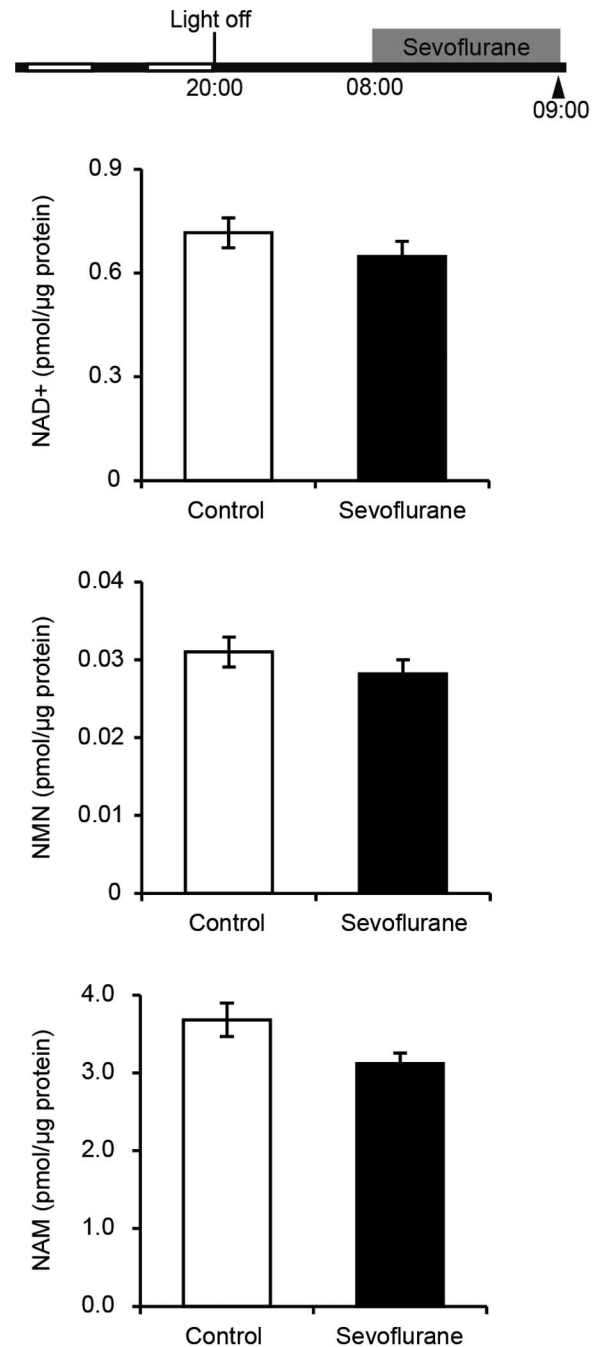 Light off
Sevoflurane
20:00
08:00
09:00
NAD+ (pmol/µg protein)
0.9
0.6
0.3
0
Control
Sevoflurane
NMN (pmol/µg protein)
0.04
0.03
0.02
0.01
0
Control
Sevoflurane
NAM (pmol/µg protein)
4.0
3.0
2.0
1.0
0.0
Control
Sevoflurane